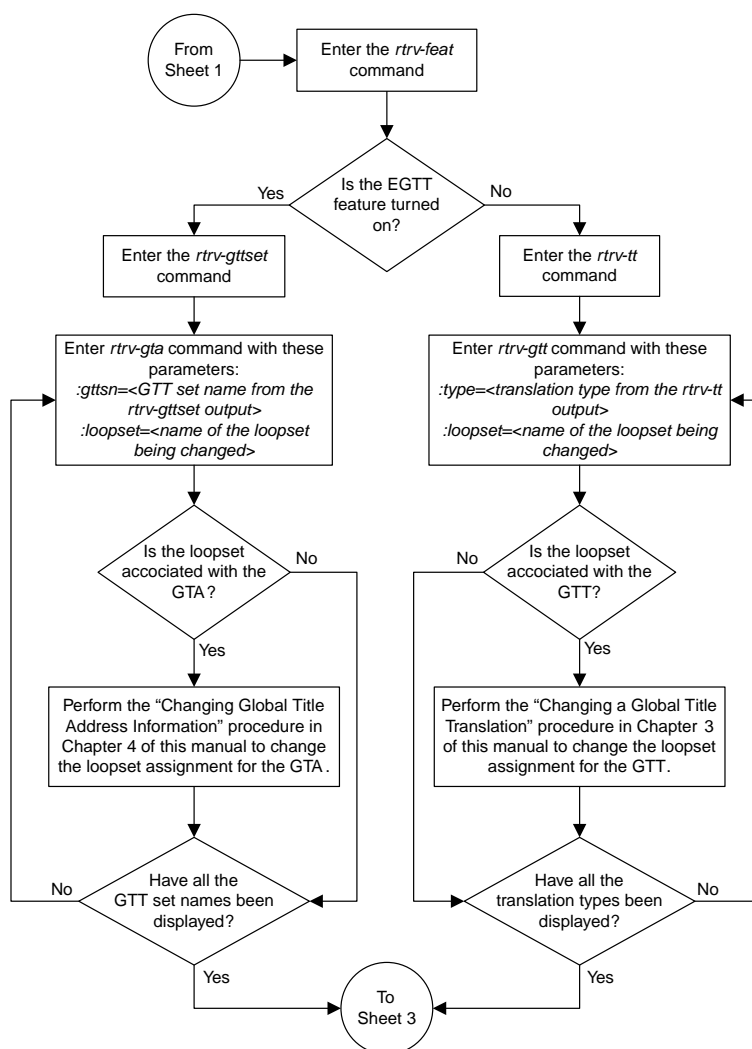 From
Sheet 1
Enter the rtrv-feat
command
Is the EGTT
feature turned
on?
Yes
No
Enter the rtrv-gttset
command
Enter the rtrv-tt
command
Enter rtrv-gta command with these
parameters:
:gttsn=<GTT set name from the
rtrv-gttset output>
:loopset=<name of the loopset
being changed>
Enter rtrv-gtt command with these
parameters:
:type=<translation type from the rtrv-tt
output>
:loopset=<name of the loopset being
changed>
Is the loopset
accociated with the
GTA?
No
Yes
Is the loopset
accociated with the
GTT?
No
Yes
Perform the “Changing Global Title
Address Information” procedure in
Chapter 4 of this manual to change
the loopset assignment for the GTA.
Perform the “Changing a Global Title
Translation” procedure in Chapter 3
of this manual to change the loopset
assignment for the GTT.
Have all the
GTT set names been
displayed?
No
Yes
Have all the
translation types been
displayed?
No
Yes
To
Sheet 3